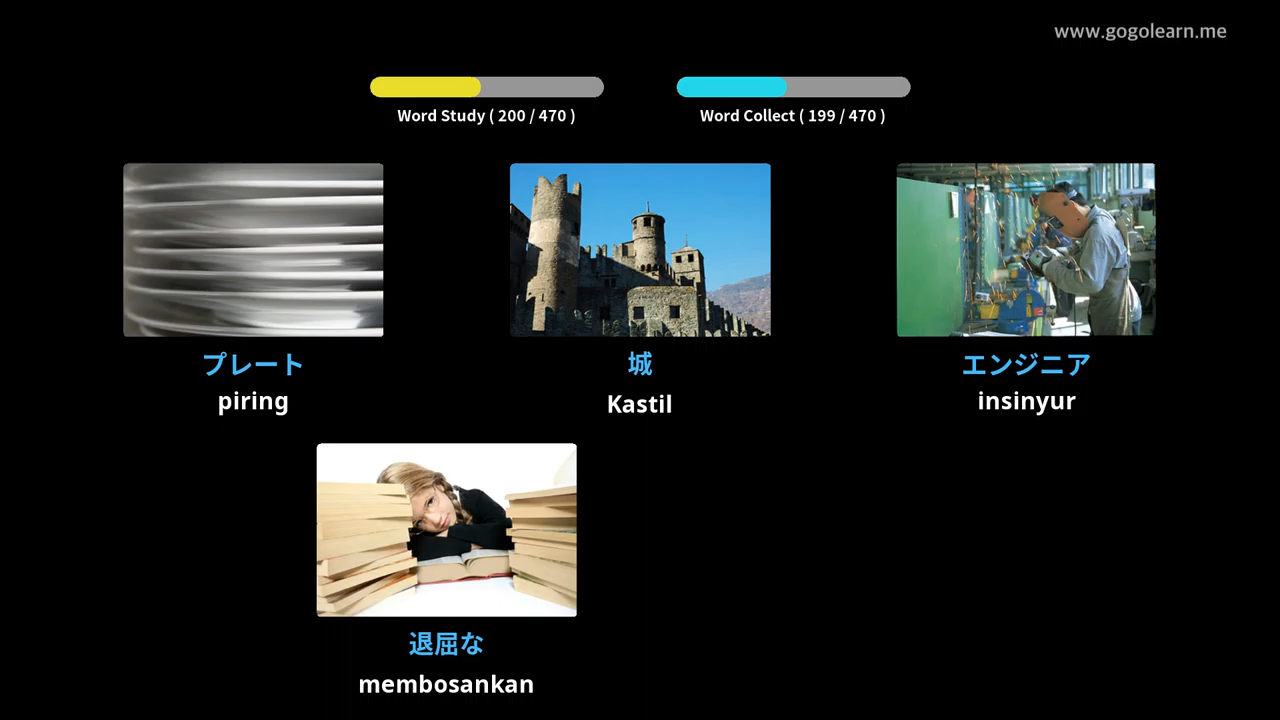 www.gogolearn.me
Word Study ( 200 / 470 )
Word Collect ( 199 / 470 )
プレート
piring
城
Kastil
エンジニア
insinyur
退屈な
membosankan